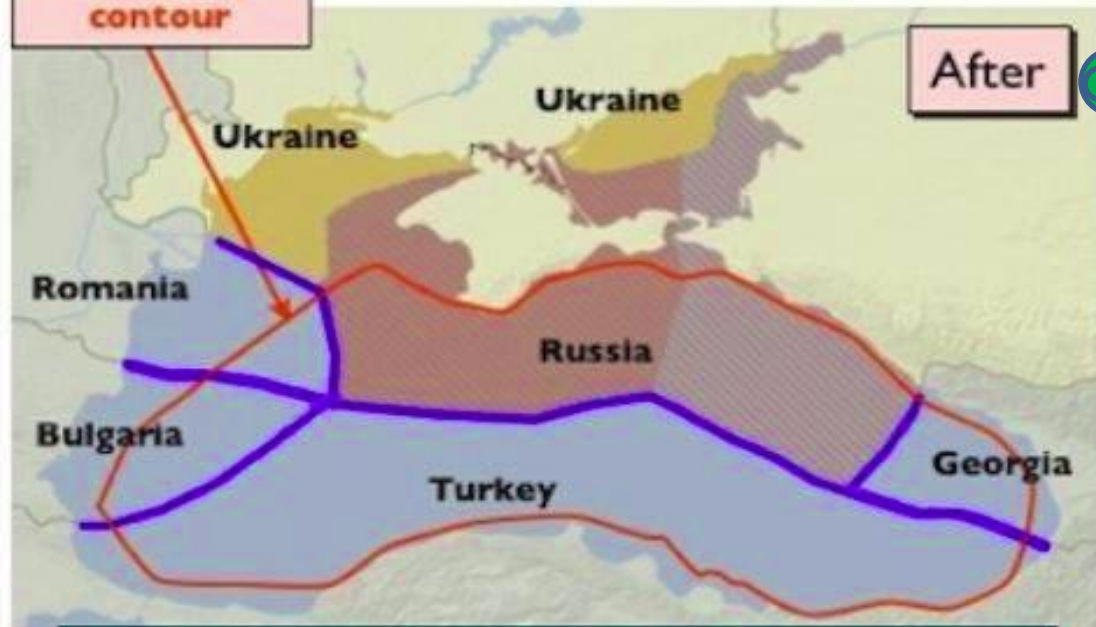 contour
After
Ukraine
Ukraine
Romania
Russia
Bulgaria
Georgia
Turkey